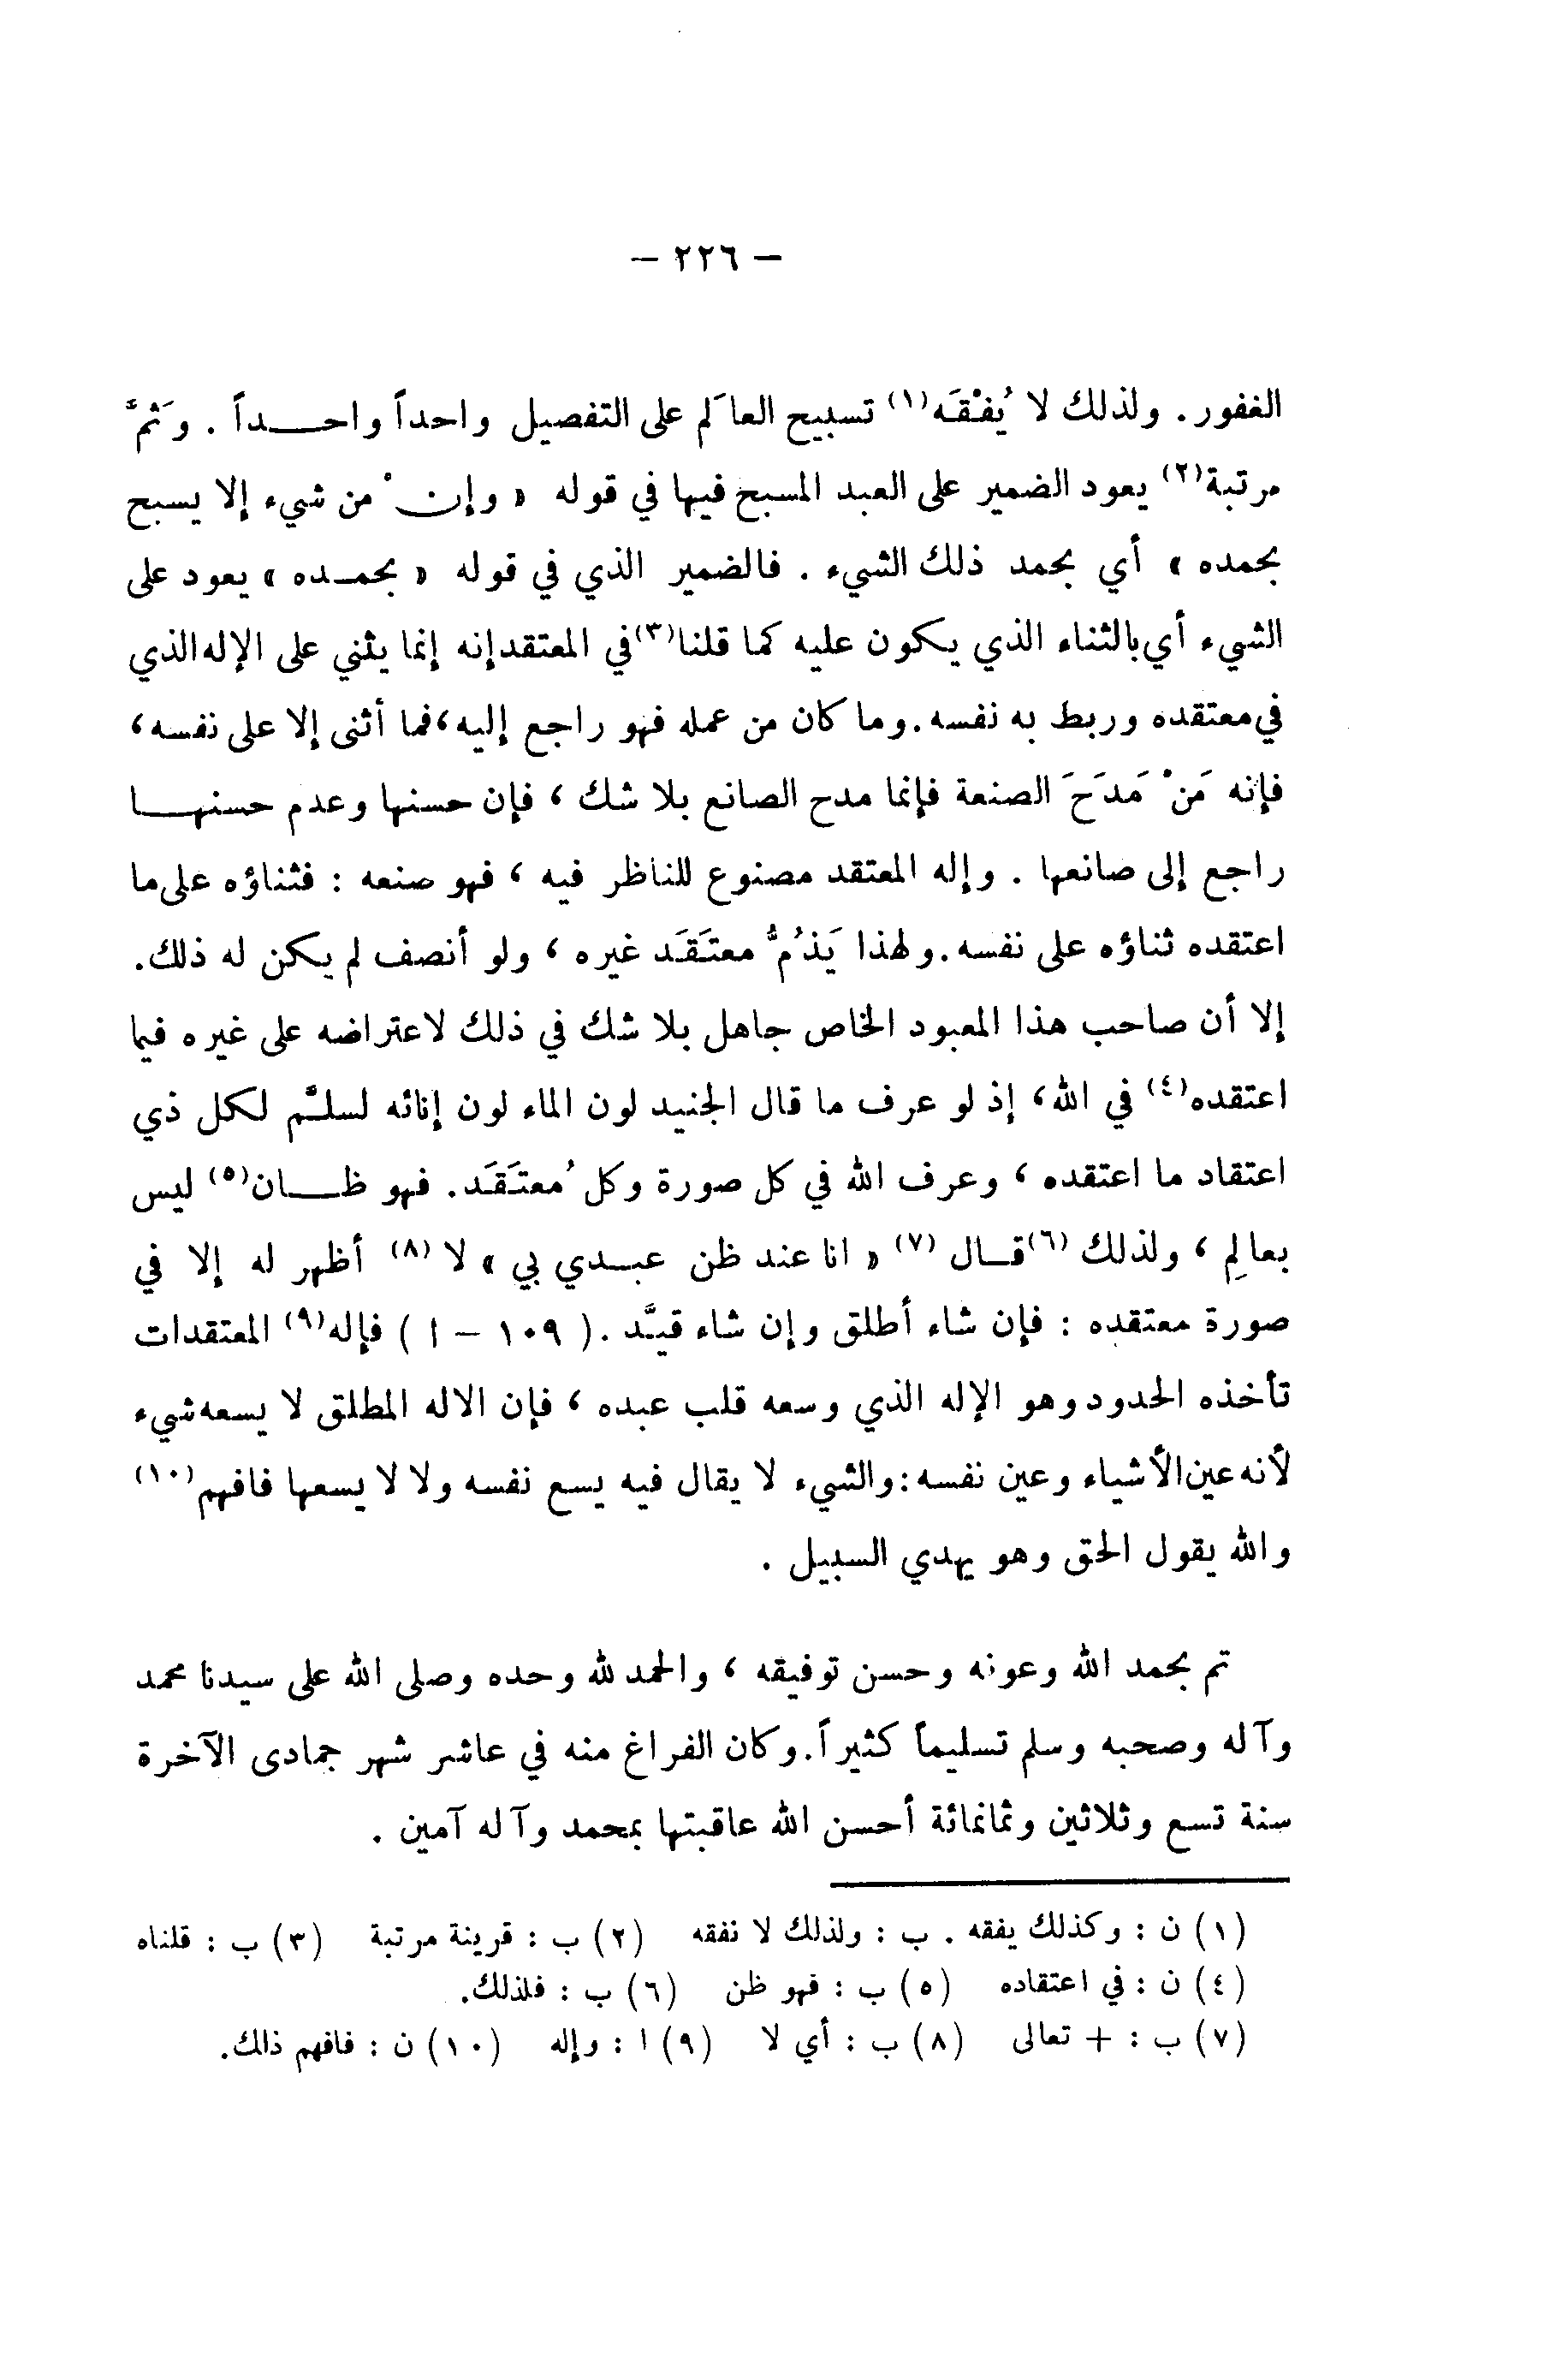 – ٢٢٦ –
الغفور. ولذلك لا يُفْقَه(١) تسبيح العالَم على التفصيل واحداً واحـــداً . وثَمَّ
مرتبة(٢) يعود الضمير على العبد المسبح فيها في قوله « وإنْ من شيء إلا يسبح
بحمده » أي بحمد ذلك الشيء . فالضمير الذي في قوله « بحمـده » يعود على
الشيء أي بالثناء الذي يكون عليه كما قلنا(٣) في المعتقد إنه إنما يثني على الإله الذي
في معتقده وربط به نفسه. وما كان من عمله فهو راجع إليه، فما أثنى إلا على نفسه،
فإنه مَنْ مَدَحَ الصنعة فإنما مدح الصانع بلا شك ، فإن حسنها وعدم حسنهـــا
راجع إلى صانعها . وإله المعتقد مصنوع للناظر فيه ، فهو صنعه : فثناؤه على ما
اعتقده ثناؤه على نفسه. ولهذا يَذُمُّ معتَقَد غيره ، ولو أنصف لم يكن له ذلك.
إلا أن صاحب هذا المعبود الخاص جاهل بلا شك في ذلك لاعتراضه على غيره فيما
اعتقده(٤) في الله، إذ لو عرف ما قال الجنيد لون الماء لون إنائه لسلَّم لكل ذي
اعتقاد ما اعتقده ، وعرف الله في كل صورة وكل مُعتَقَد. فهو ظـــان(٥) ليس
بعالِم ، ولذلك (٦) قــال (٧) « انا عند ظن عبــدي بي » لا (٨) أظهر له إلا في
صورة معتقده : فإن شاء أطلق وإن شاء قيَّد .( ١٠٩ – ا ) فإله(٩) المعتقدات
تأخذه الحدود وهو الإله الذي وسعه قلب عبده ، فإن الاله المطلق لا يسعه شيء
لأنه عين الأشياء وعين نفسه: والشيء لا يقال فيه يسع نفسه ولا لا يسعها فافهم(١٠)
والله يقول الحق وهو يهدي السبيل .
تم بحمد الله وعونه وحسن توفيقه ، والحمد لله وحده وصلى الله على سيدنا محمد
وآله وصحبه وسلم تسليماً كثيراً. وكان الفراغ منه في عاشر شهر جمادى الآخرة
سنة تسع وثلاثين وثمانمائة أحسن الله عاقبتها بمحمد وآله آمين .
(١) ن : وكذلك يفقه . ب : ولذلك لا نفقه (٢) ب : قرينة مرتبة (٣) ب : قلناه
(٤) ن : في اعتقاده (٥) ب : فهو ظن (٦) ب : فلذلك.
(٧) ب : + تعالى (٨) ب : أي لا (٩) ا : وإله (١٠) ن : فافهم ذلك.